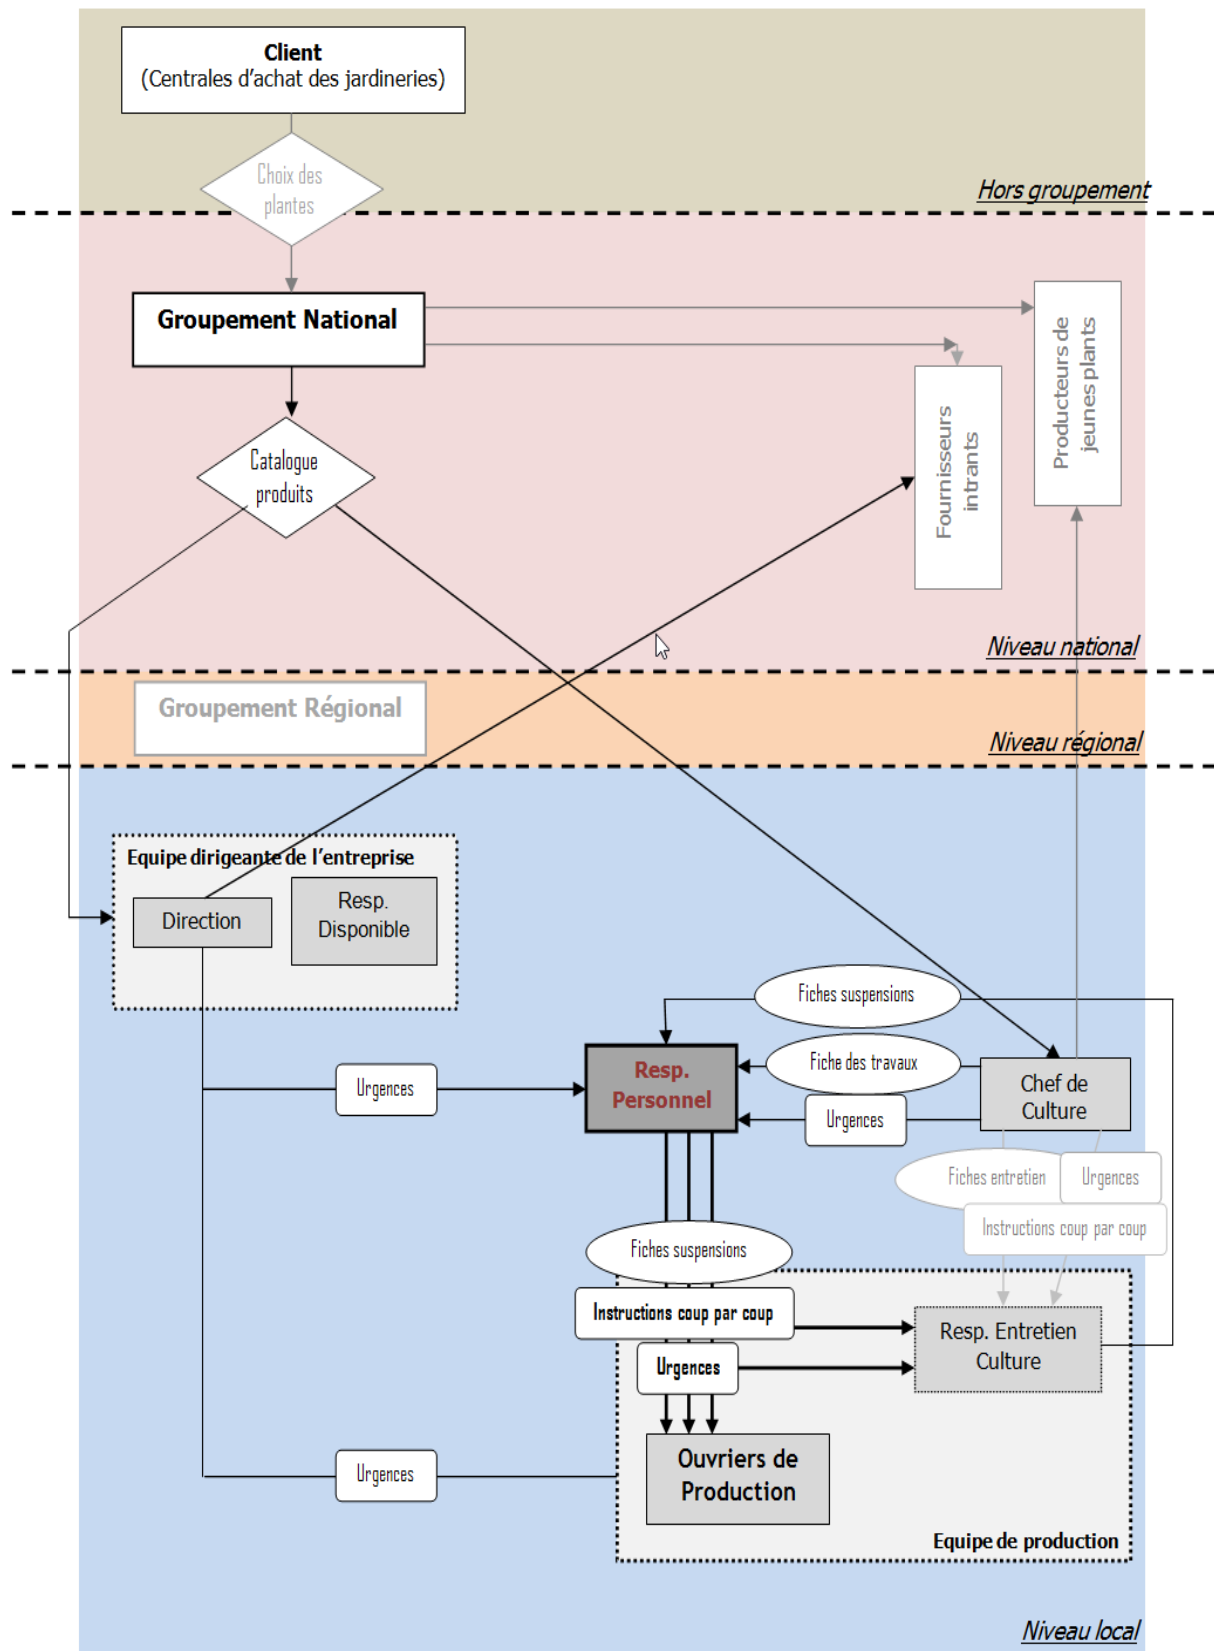 Client
(Centrales d'achat des jardineries)
Choix des
plantes
Hors groupement
Groupement National
Producteurs de
jeunes plants
Fournisseurs
intrants
Catalogue
produits
Niveau national
Groupement Régional
Niveau régional
Equipe dirigeante de l'entreprise
Direction
Resp.
Disponible
Fiches suspensions
Resp.
Personnel
Fiche des travaux
Chef de
Culture
Urgences
Urgences
Fiches entretien
Urgences
Instructions coup par coup
Fiches suspensions
Instructions coup par coup
Resp. Entretien
Culture
Urgences
Ouvriers de
Production
Urgences
Equipe de production
Niveau local